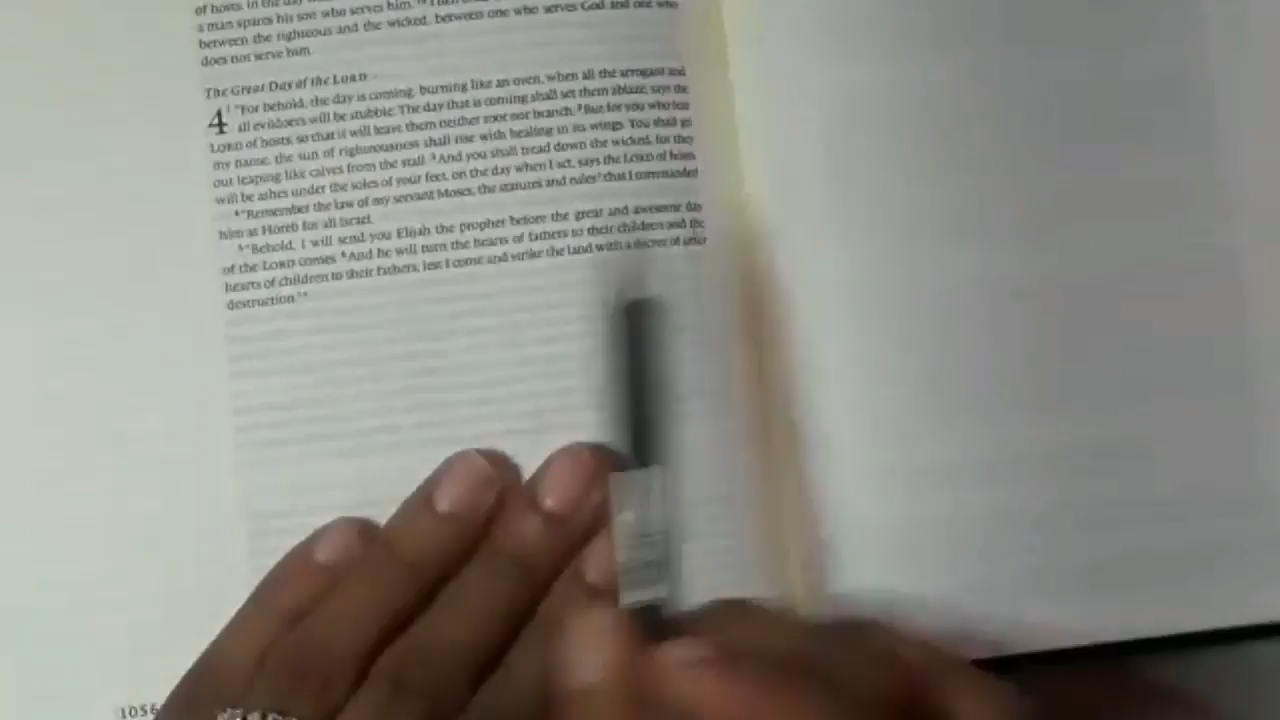 of hosts, in the day
a man spares his son who serves him.
between the righteous and the wicked, between one who serves God and one who
does not serve him.
The Great Day of the LORD
4 1 "For behold, the day is coming, burning like an oven, when all the arrogant and
all evildoers will be stubble. The day that is coming shall set them ablaze, says the
LORD of hosts, so that it will leave them neither root nor branch. 2 But for you who fear
my name, the sun of righteousness shall rise with healing in its wings. You shall go
out leaping like calves from the stall. 3 And you shall tread down the wicked, for they
will be ashes under the soles of your feet, on the day when I act, says the LORD of hosts.
4 "Remember the law of my servant Moses, the statutes and rules that I commanded
him at Horeb for all Israel.
5 "Behold, I will send you Elijah the prophet before the great and awesome day
of the LORD comes. 6 And he will turn the hearts of fathers to their children and the
hearts of children to their fathers, lest I come and strike the land with a decree of utter
destruction."
1056